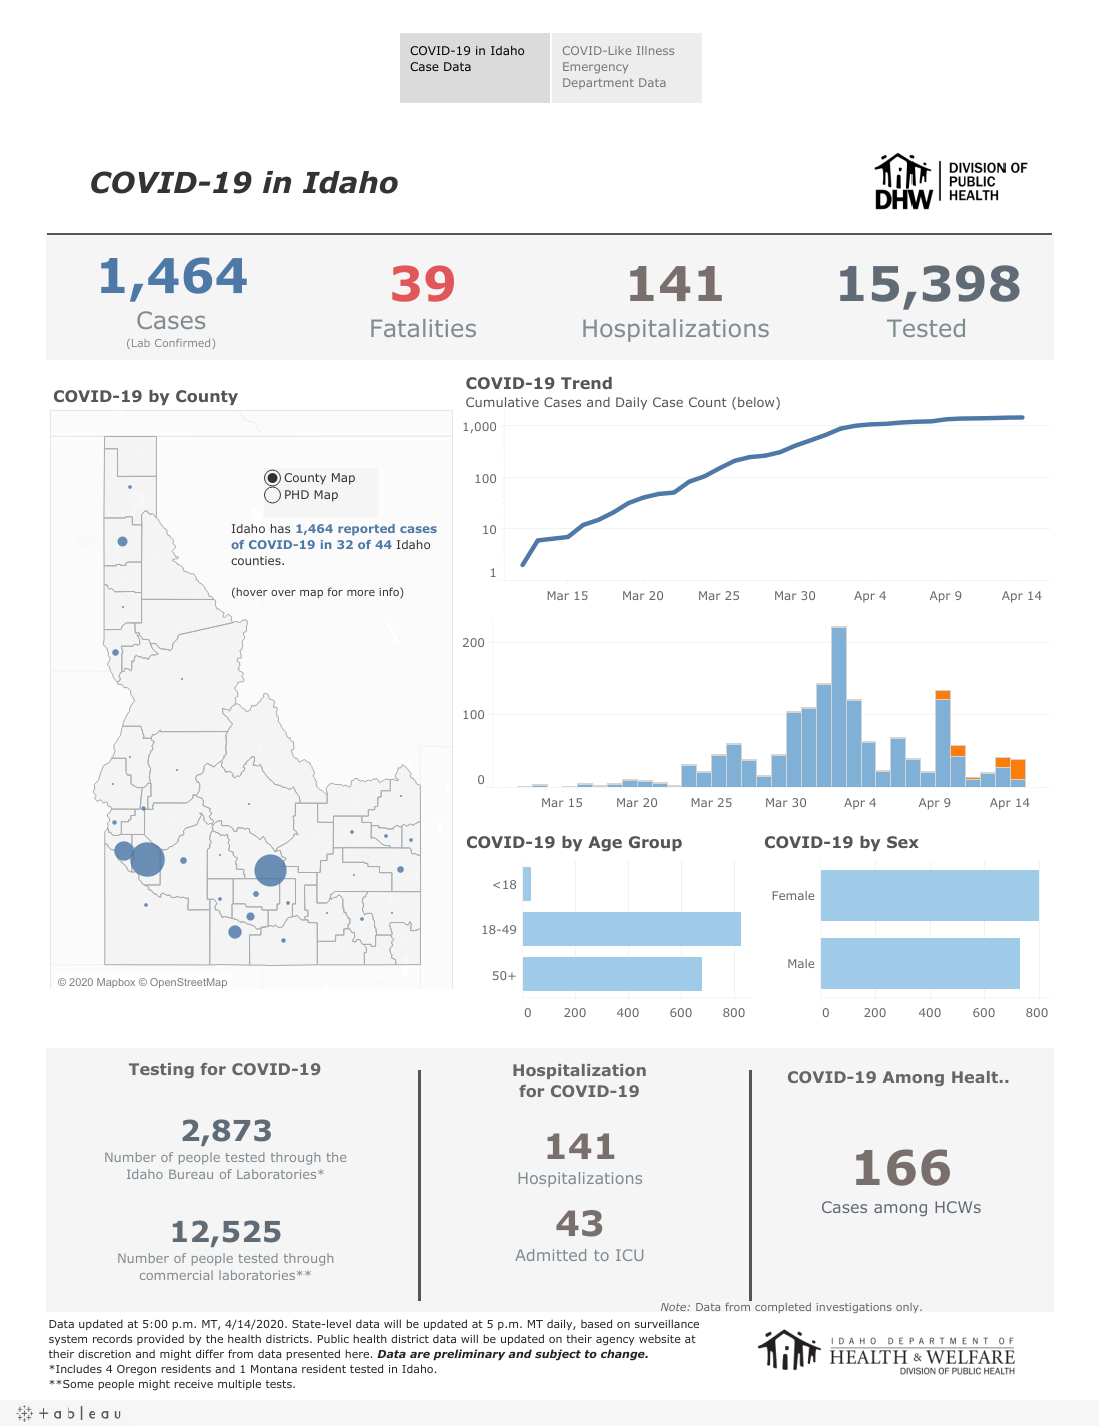 COVID-19 in Idaho
Case Data
COVID-Like Illness
Emergency
Department Data
COVID-19 in Idaho
DHW
DIVISION OF
PUBLIC
HEALTH
1,464
Cases
(Lab Confirmed)
39
Fatalities
141
Hospitalizations
15,398
Tested
COVID-19 by County
County Map
PHD Map
Idaho has 1,464 reported cases
of COVID-19 in 32 of 44 Idaho
counties.
(hover over map for more info)
© 2020 Mapbox © OpenStreetMap
COVID-19 Trend
Cumulative Cases and Daily Case Count (below)
1,000
100
10
1
Mar 15 Mar 20 Mar 25 Mar 30 Apr 4 Apr 9 Apr 14
200
100
0
Mar 15 Mar 20 Mar 25 Mar 30 Apr 4 Apr 9 Apr 14
COVID-19 by Age Group
<18
18-49
50+
0 200 400 600 800
COVID-19 by Sex
Female
Male
0 200 400 600 800
Testing for COVID-19
2,873
Number of people tested through the
Idaho Bureau of Laboratories*
12,525
Number of people tested through
commercial laboratories**
Hospitalization
for COVID-19
141
Hospitalizations
43
Admitted to ICU
COVID-19 Among Healt..
166
Cases among HCWs
Note: Data from completed investigations only.
Data updated at 5:00 p.m. MT, 4/14/2020. State-level data will be updated at 5 p.m. MT daily, based on surveillance
system records provided by the health districts. Public health district data will be updated on their agency website at
their discretion and might differ from data presented here. Data are preliminary and subject to change.
*Includes 4 Oregon residents and 1 Montana resident tested in Idaho.
**Some people might receive multiple tests.
IDAHO DEPARTMENT OF
HEALTH & WELFARE
DIVISION OF PUBLIC HEALTH
+ableau